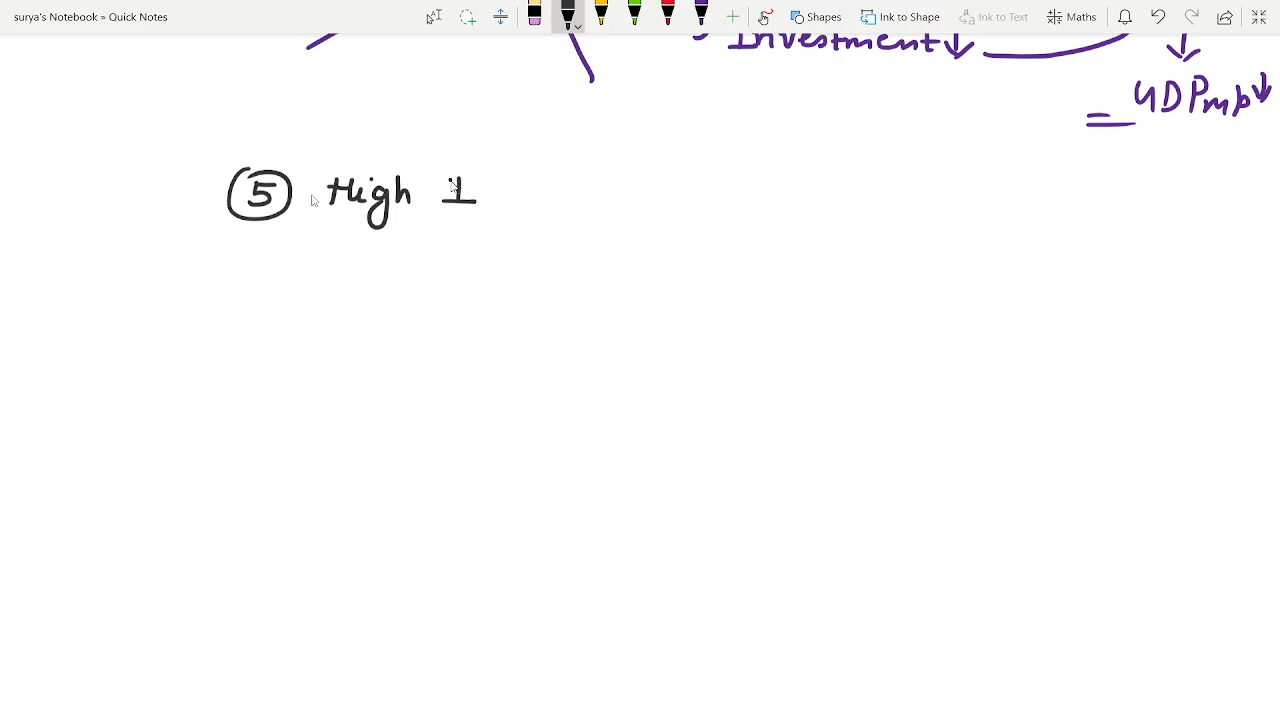 surya's Notebook » Quick Notes
Shapes
Ink to Shape
Ink to Text
Maths
Investment ↓
↓
= GDPmp↓
5 High I